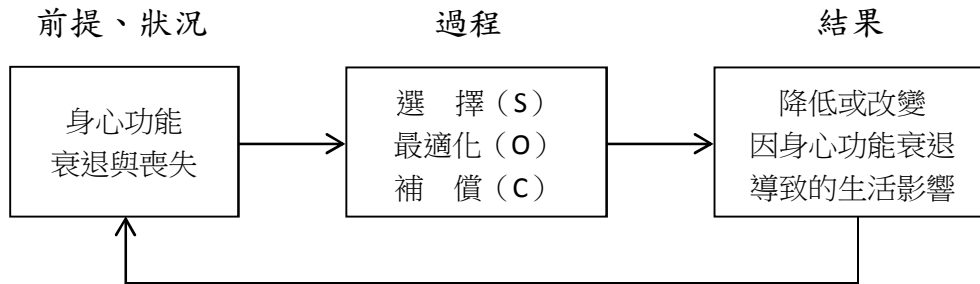 前提、狀況
過程
結果
身心功能
衰退與喪失
選　擇（S）
最適化（O）
補　償（C）
降低或改變
因身心功能衰退
導致的生活影響